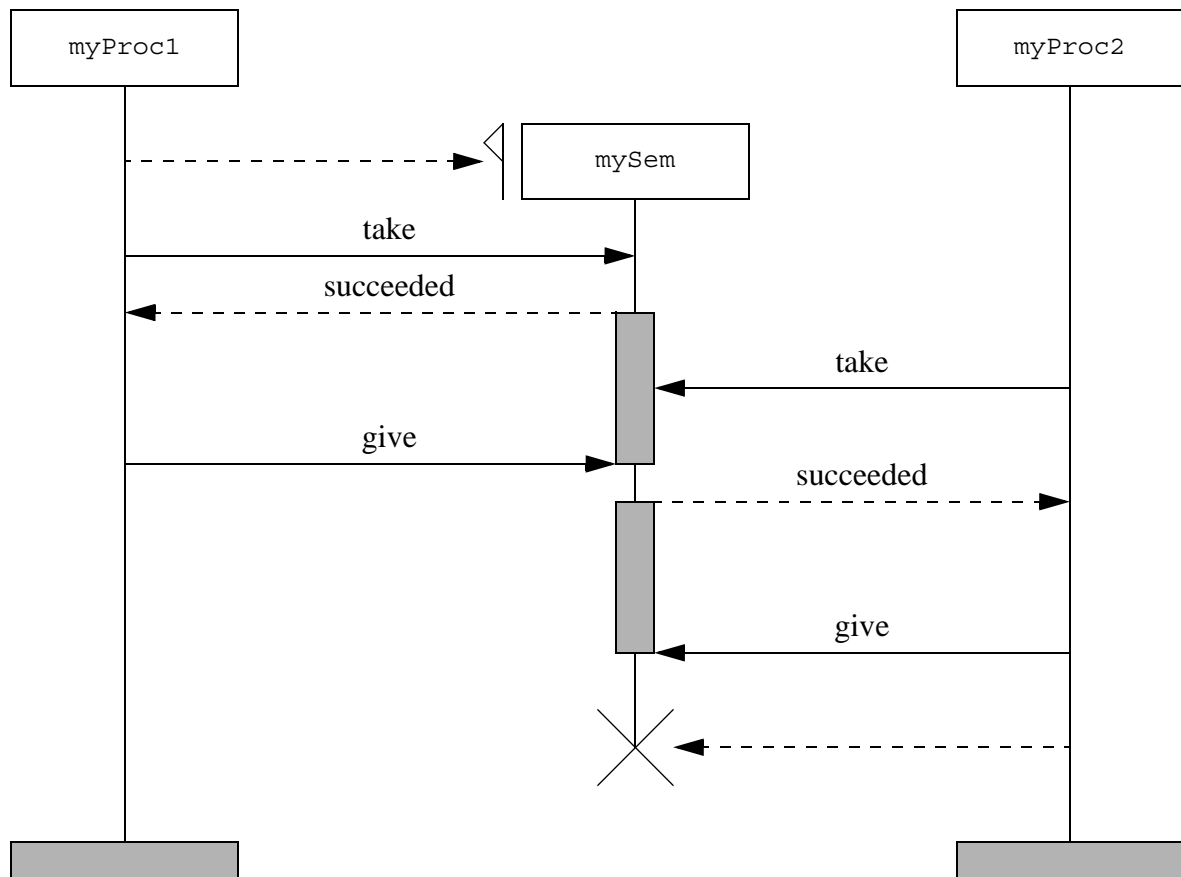 myProc1
myProc2
mySem
take
succeeded
take
give
succeeded
give